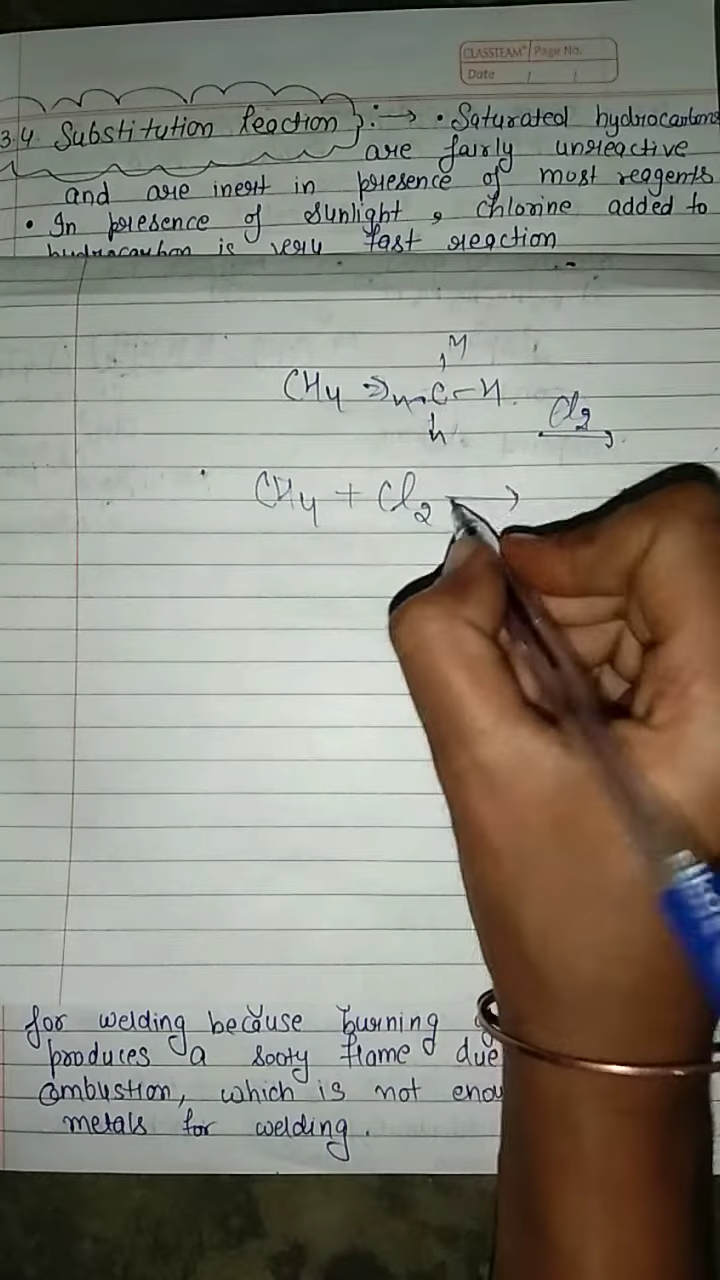 CLASSTEAM® Page No.
Date / /
3.4 Substitution Reaction :→ • Saturated hydrocarbons
are fairly unreactive
and are inert in presence of most reagents
• In presence of sunlight, chlorine added to
hydrocarbon is very fast reaction
H
CH4 ⇒ H-C-H
H
Cl2 →
CH4 + Cl2 →
for welding because burning
produces a sooty flame due
combustion, which is not
metals for welding.